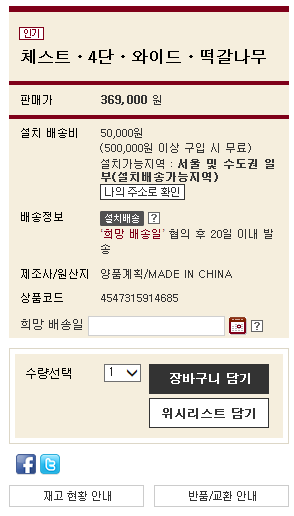 인기
체스트・4단・와이드・떡갈나무
판매가 369,000 원
설치 배송비 50,000원
(500,000원 이상 구입 시 무료)
설치가능지역 : 서울 및 수도권 일
부(설치배송가능지역)
나의 주소로 확인
배송정보 설치배송 ?
'희망 배송일' 협의 후 20일 이내 발
송
제조사/원산지 양품계획/MADE IN CHINA
상품코드 4547315914685
희망 배송일 ?
수량선택 1 장바구니 담기
위시리스트 담기
재고 현황 안내 반품/교환 안내